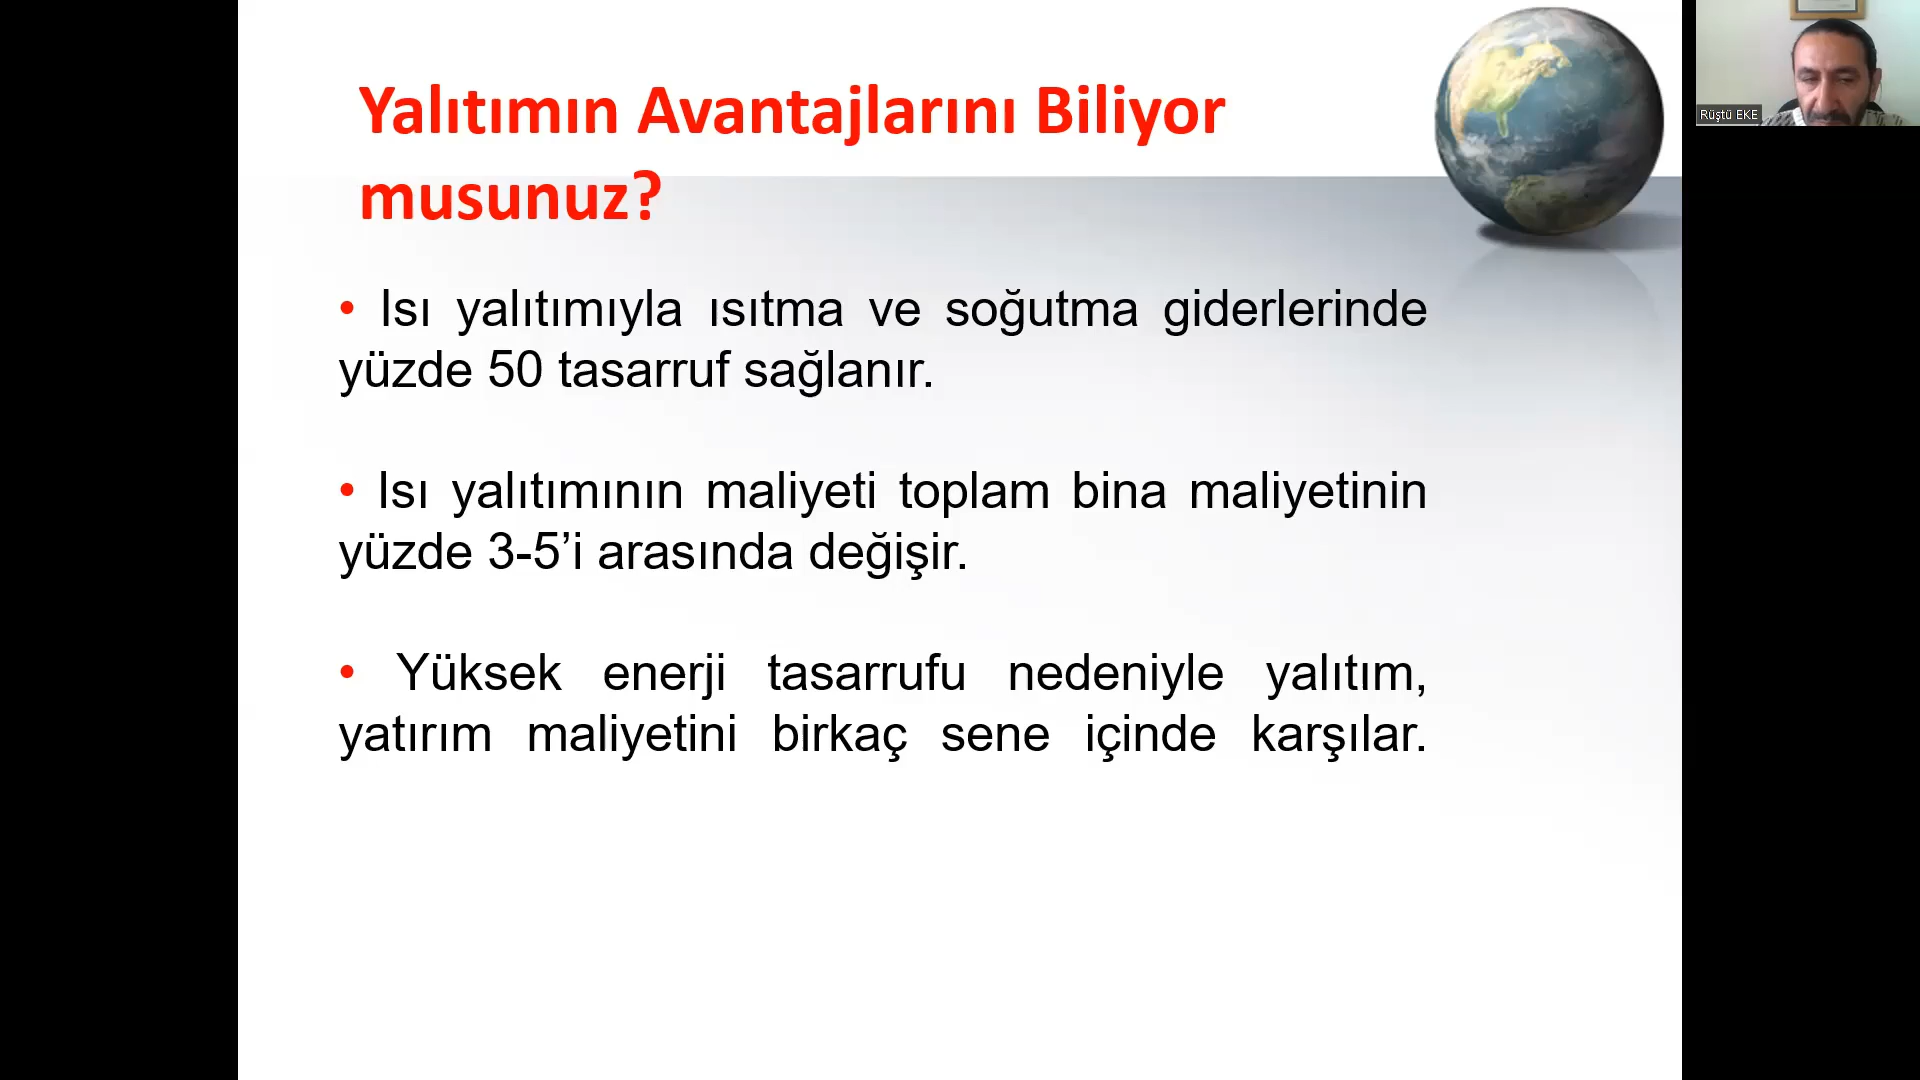 Yalıtımın Avantajlarını Biliyor
musunuz?
• Isı yalıtımıyla ısıtma ve soğutma giderlerinde
yüzde 50 tasarruf sağlanır.
• Isı yalıtımının maliyeti toplam bina maliyetinin
yüzde 3-5’i arasında değişir.
• Yüksek enerji tasarrufu nedeniyle yalıtım,
yatırım maliyetini birkaç sene içinde karşılar.
Rüştü EKE